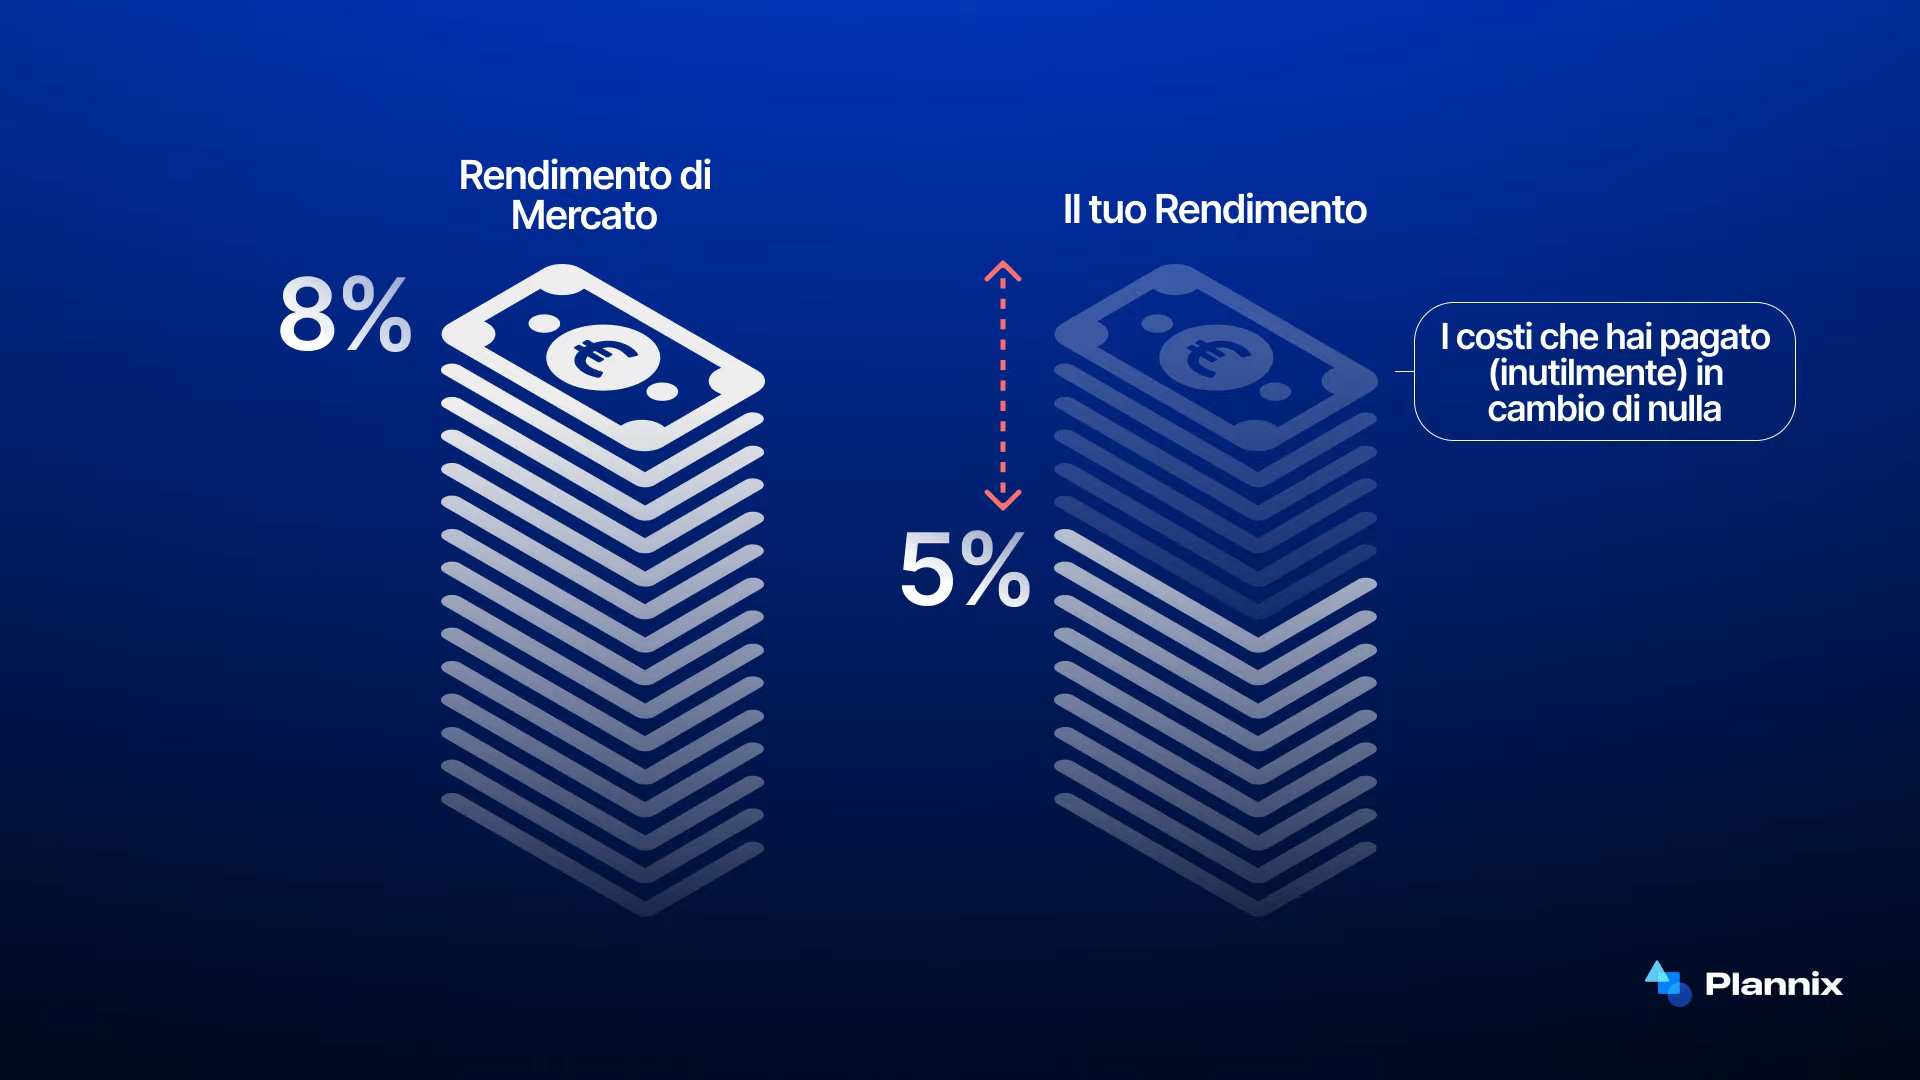 Rendimento di
Mercato
8%
Il tuo Rendimento
5%
I costi che hai pagato
(inutilmente) in
cambio di nulla
Plannix